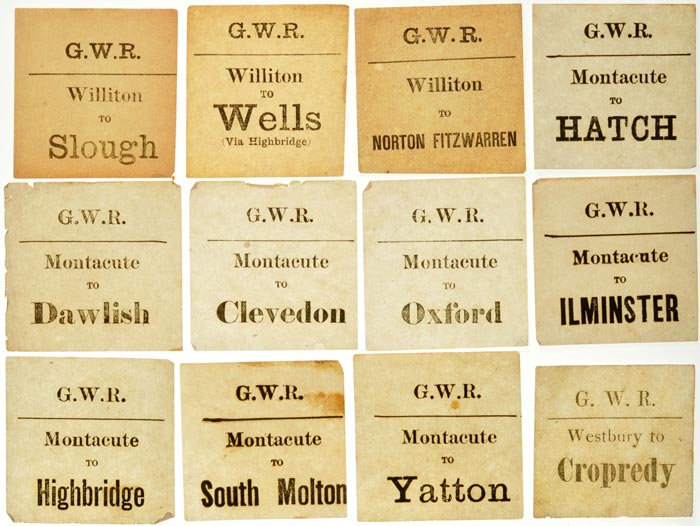 G.W.R.
Williton
TO
Slough
G.W.R.
Williton
TO
Wells
(Via Highbridge)
G.W.R.
Williton
TO
NORTON FITZWARREN
G.W.R.
Montacute
TO
HATCH
G.W.R.
Montacute
TO
Dawlish
G.W.R.
Montacute
TO
Clevedon
G.W.R.
Montacute
TO
Oxford
G.W.R.
Montacute
TO
ILMINSTER
G.W.R.
Montacute
TO
Highbridge
G.W.R.
Montacute
TO
South Molton
G.W.R.
Montacute
TO
Yatton
G. W. R.
Westbury to
Cropredy